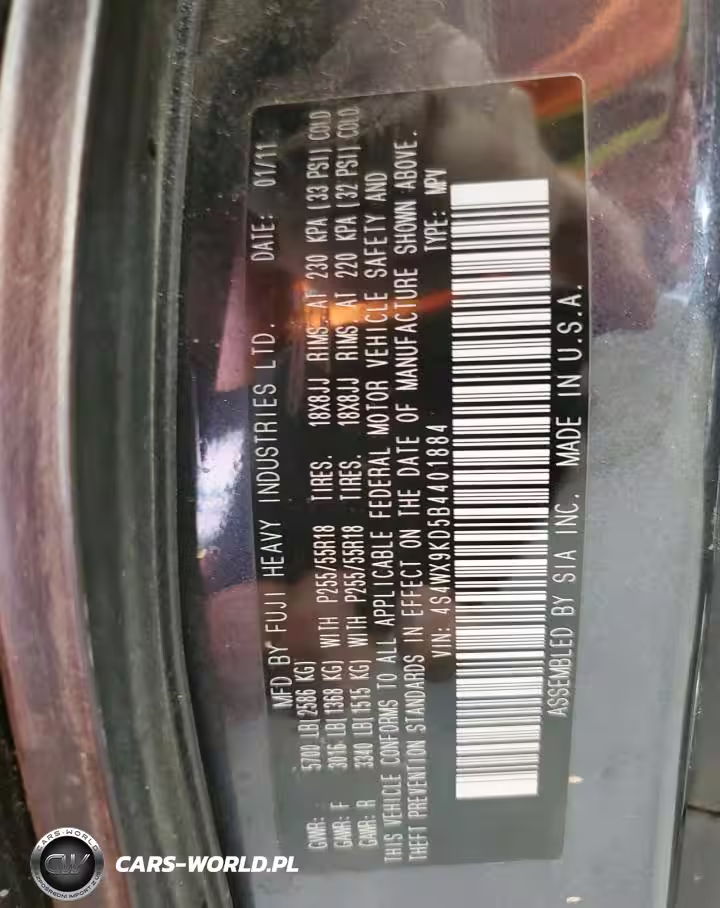 MFD BY FUJI HEAVY INDUSTRIES LTD. DATE: 01/11
GVWR: 5700 LB(2586 KG)
GAWR: F 3016 LB(1368 KG) WITH P255/55R18 TIRES. 18X8JJ RIMS. AT 230 KPA (33 PSI) COLD
GAWR: R 3340 LB(1515 KG) WITH P255/55R18 TIRES. 18X8JJ RIMS AT 220 KPA (32 PSI) COLD
THIS VEHICLE CONFORMS TO ALL APPLICABLE FEDERAL MOTOR VEHICLE SAFETY AND
THEFT PREVENTION STANDARDS IN EFFECT ON THE DATE OF MANUFACTURE SHOWN ABOVE.
VIN: 4S4WX9KD5B4401884 TYPE: MPV
ASSEMBLED BY SIA INC. MADE IN U.S.A.
CARS-WORLD
CW
CARS-WORLD.PL